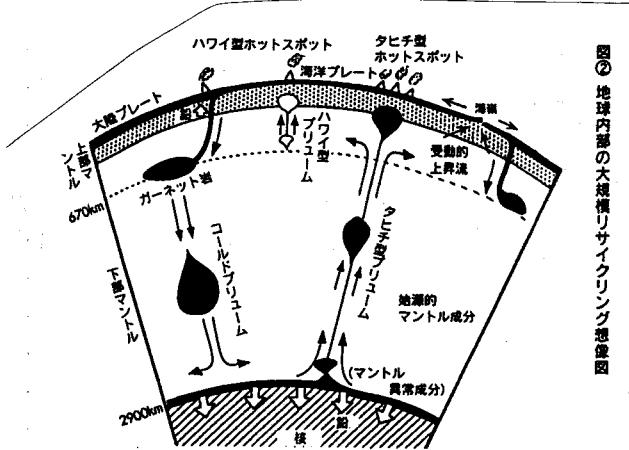 図② 地球内部の大規模リサイクリング想像図
ハワイ型ホットスポット
タヒチ型
ホットスポット
海洋プレート
大陸プレート
海嶺
上部マ
ントル
ハワイ型
プリューム
受動的
上昇流
ガーネット岩
670km
コールドプリューム
タヒチ型プリューム
下部マントル
始源的
マントル成分
(マントル
異常成分)
2900km
鉛
核